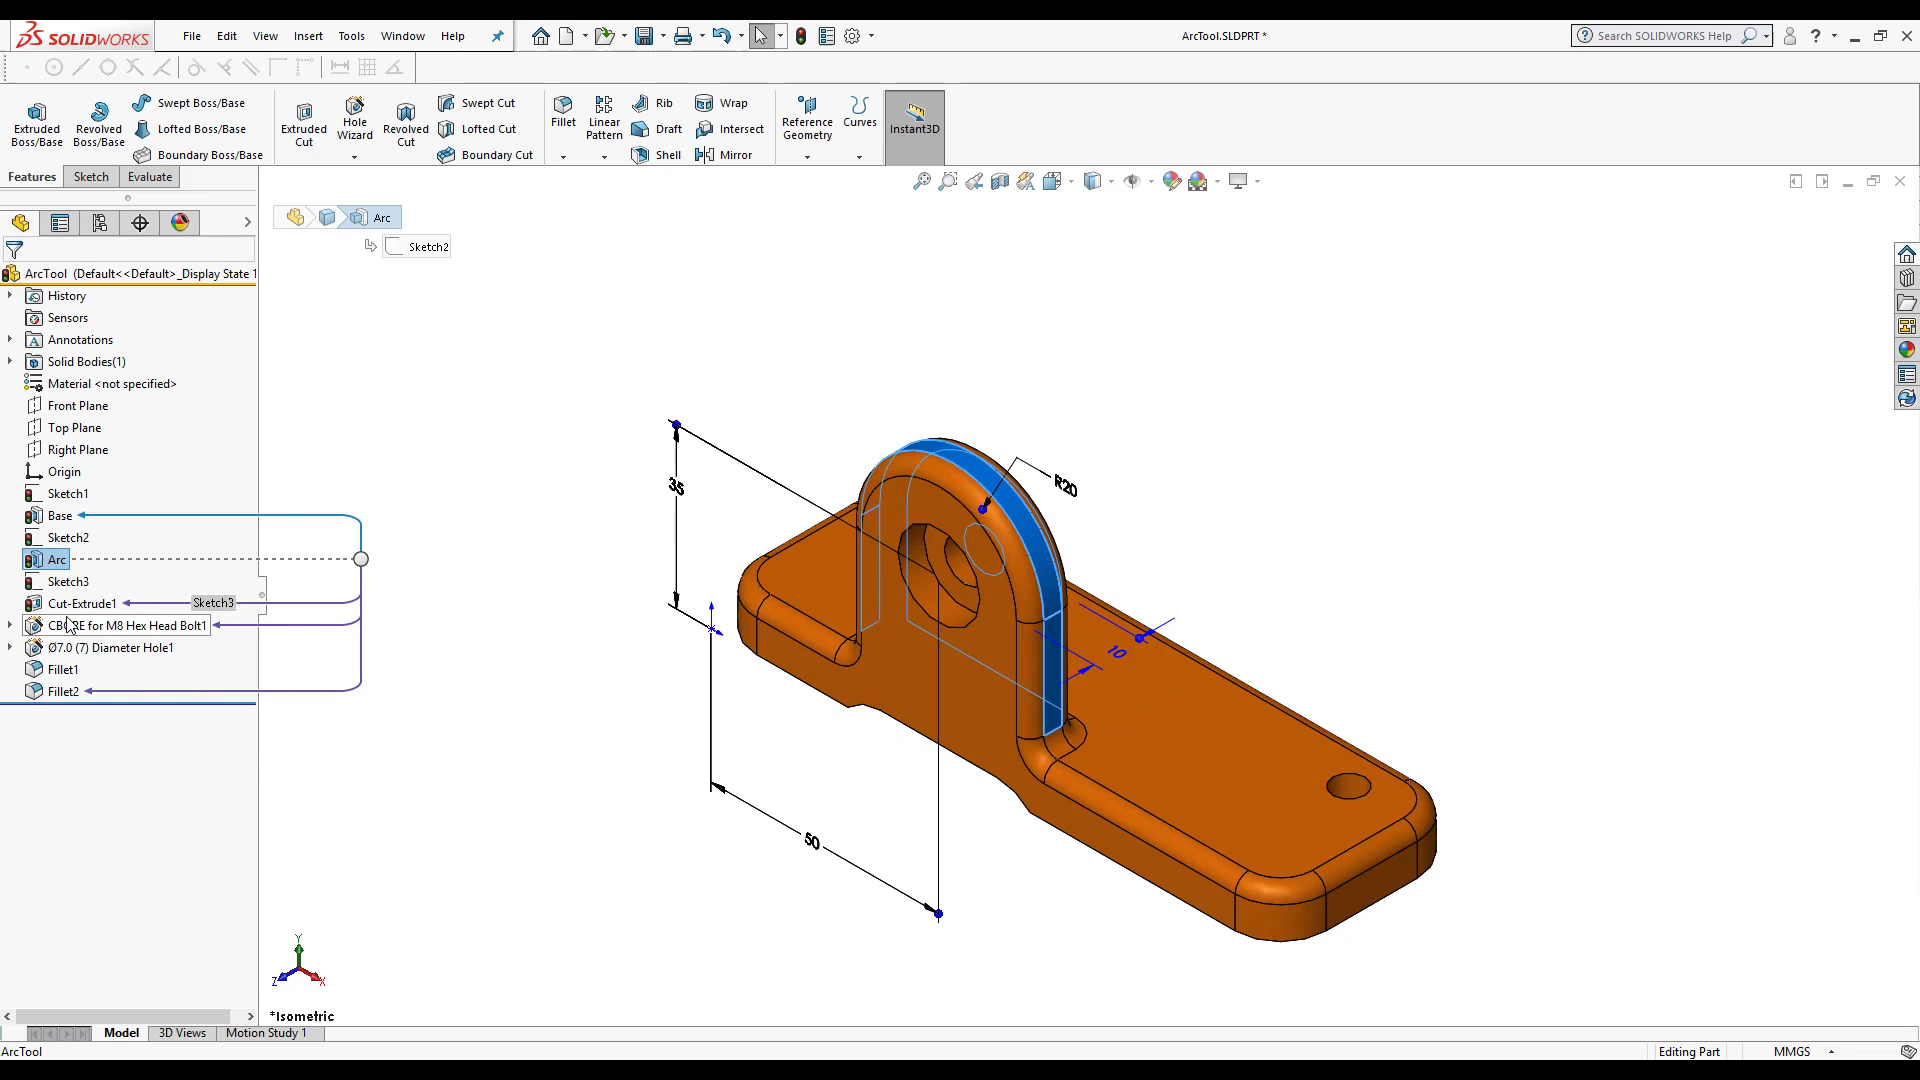 SOLIDWORKS
File Edit View Insert Tools Window Help
ArcTool.SLDPRT *
Search SOLIDWORKS Help
?
Extruded Boss/Base
Revolved Boss/Base
Swept Boss/Base
Lofted Boss/Base
Boundary Boss/Base
Extruded Cut
Hole Wizard
Revolved Cut
Swept Cut
Lofted Cut
Boundary Cut
Fillet
Linear Pattern
Rib
Draft
Shell
Wrap
Intersect
Mirror
Reference Geometry
Curves
Instant3D
Features Sketch Evaluate
Arc
Sketch2
ArcTool (Default<<Default>_Display State 1
History
Sensors
Annotations
Solid Bodies(1)
Material <not specified>
Front Plane
Top Plane
Right Plane
Origin
Sketch1
Base
Sketch2
Arc
Sketch3
Cut-Extrude1
Sketch3
CBORE for M8 Hex Head Bolt1
Ø7.0 (7) Diameter Hole1
Fillet1
Fillet2
35
R20
10
50
Y
Z
X
*Isometric
Model 3D Views Motion Study 1
ArcTool
Editing Part
MMGS